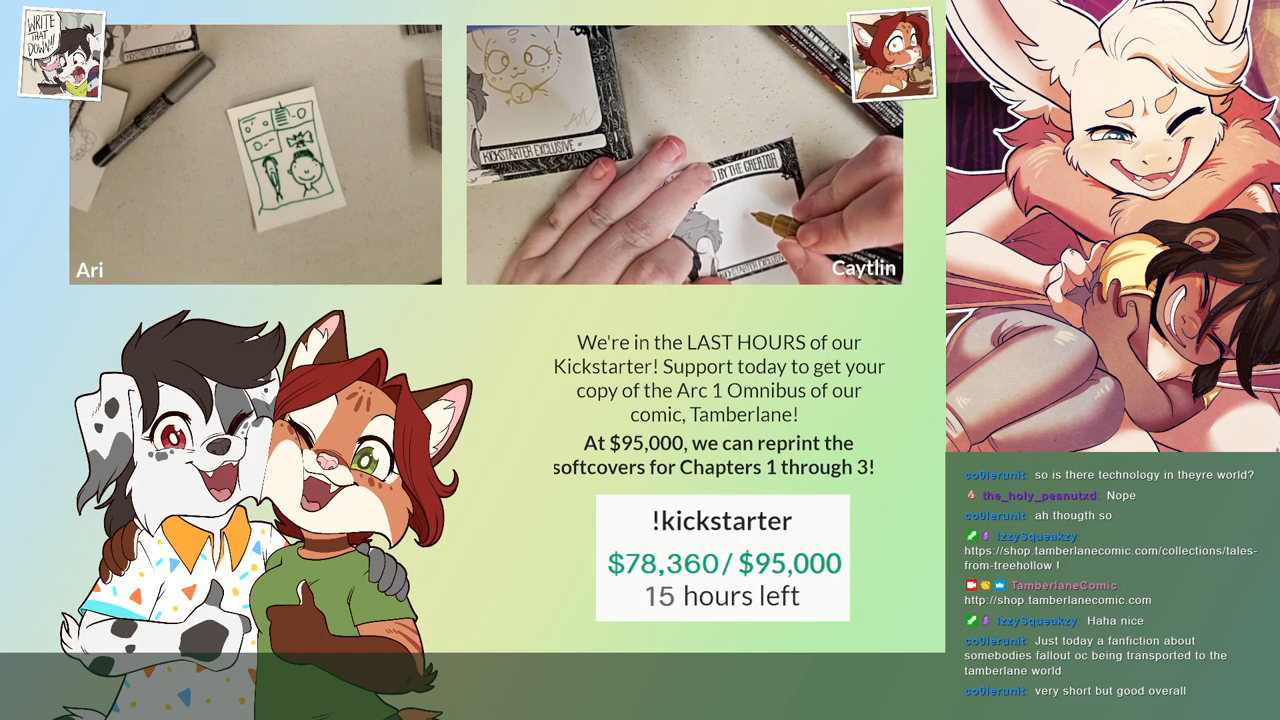 WRITE
THAT
DOWN!!
Ari
KICKSTARTER EXCLUSIVE
BY THE CREATOR
KICKSTARTER EXCLUSIVE
Caytlin
We're in the LAST HOURS of our
Kickstarter! Support today to get your
copy of the Arc 1 Omnibus of our
comic, Tamberlane!
At $95,000, we can reprint the
softcovers for Chapters 1 through 3!
!kickstarter
$78,360/ $95,000
15 hours left
co0lerunit: so is there technology in theyre world?
the_holy_peanutzd: Nope
co0lerunit: ah thougth so
IzzySqueakzy:
https://shop.tamberlanecomic.com/collections/tales-
from-treehollow !
TamberlaneComic:
http://shop.tamberlanecomic.com
IzzySqueakzy: Haha nice
co0lerunit: Just today a fanfiction about
somebodies fallout oc being transported to the
tamberlane world
co0lerunit: very short but good overall